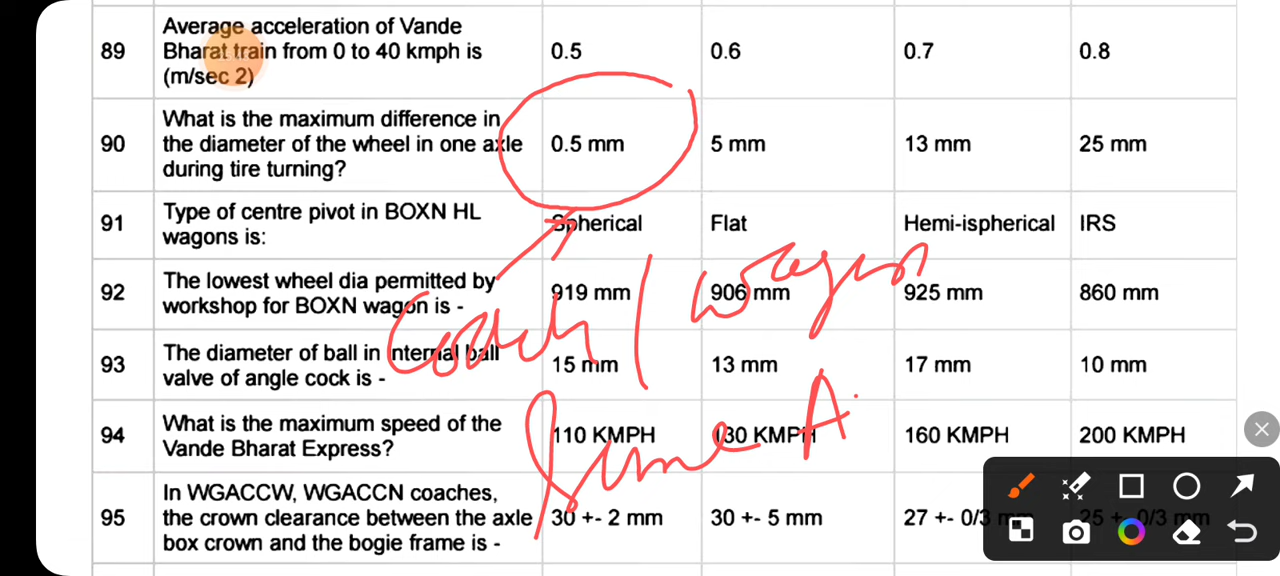 89 Average acceleration of Vande Bharat train from 0 to 40 kmph is (m/sec 2) 0.5 0.6 0.7 0.8
90 What is the maximum difference in the diameter of the wheel in one axle during tire turning? 0.5 mm 5 mm 13 mm 25 mm
91 Type of centre pivot in BOXN HL wagons is: Spherical Flat Hemi-ispherical IRS
92 The lowest wheel dia permitted by workshop for BOXN wagon is - 919 mm 906 mm 925 mm 860 mm
Coach / wagon
93 The diameter of ball in internal ball valve of angle cock is - 15 mm 13 mm 17 mm 10 mm
94 What is the maximum speed of the Vande Bharat Express? 110 KMPH 130 KMPH 160 KMPH 200 KMPH
Same A
95 In WGACCW, WGACCN coaches, the crown clearance between the axle box crown and the bogie frame is - 30 +- 2 mm 30 +- 5 mm 27 +- 0/3 mm 25 +- 0/3 mm